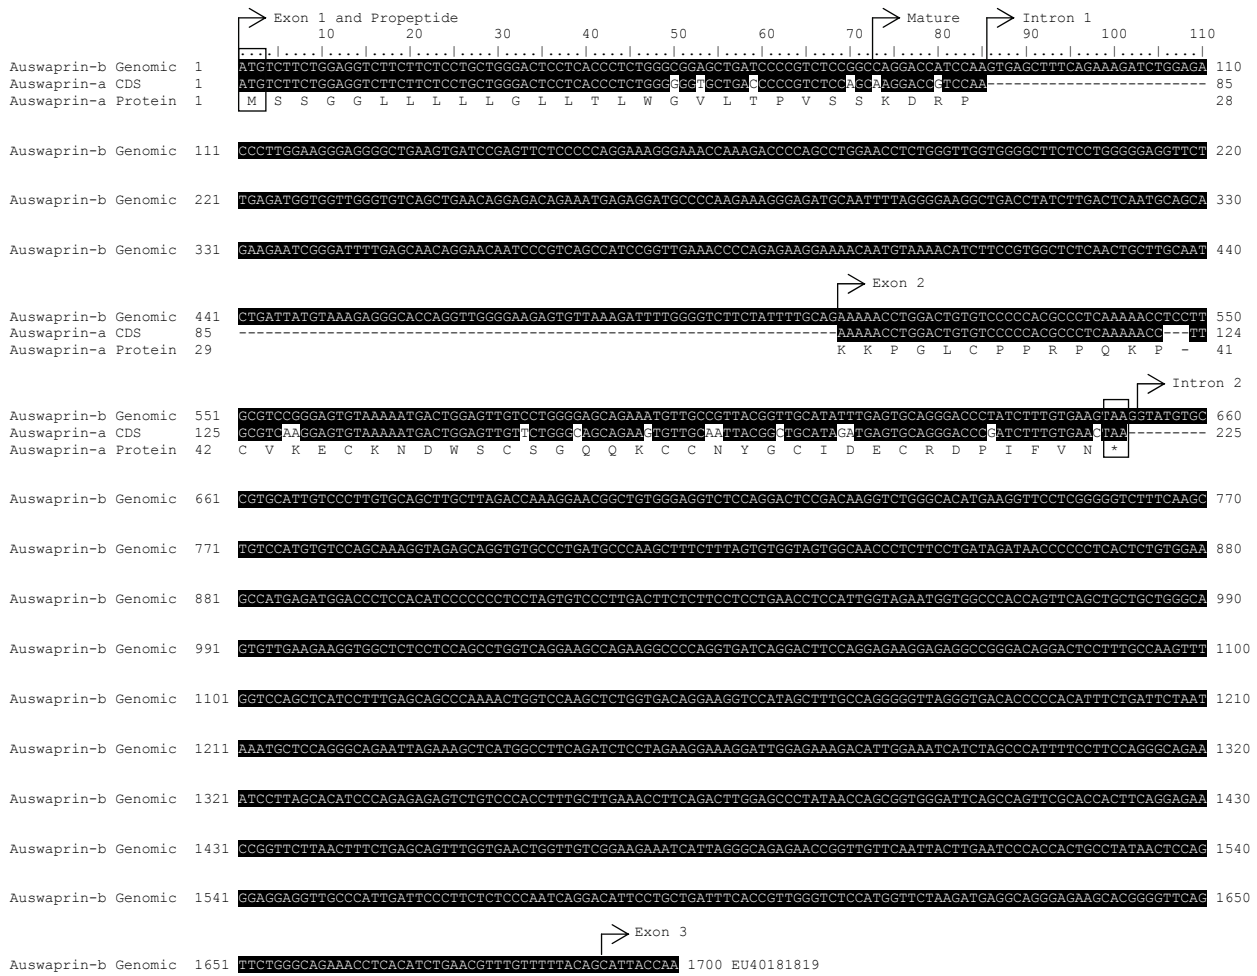 Exon 1 and Propeptide Mature Intron 1
10 20 30 40 50 60 70 80 90 100 110
Auswaprin-b Genomic 1 ATGTCTTCTGGAGGTCTTCTTCTCCTGCTGGGACTCCTCACCCTCTGGGCGGAGCTGATCCCCGTCTCCGGCCAGGACCATCCAAGTGAGCTTTCAGAAAGATCTGGAGA 110
Auswaprin-a CDS 1 ATGTCTTCTGGAGGTCTTCTTCTCCTGCTGGGACTCCTCACCCTCTGGGGGGTGCTGACCCCCGTCTCCAGCAAGGACCGTCCAA------------------------- 85
Auswaprin-a Protein 1 M S S G G L L L L L G L L T L W G V L T P V S S K D R P 28
Auswaprin-b Genomic 111 CCCTTGGAAGGGAGGGGCTGAAGTGATCCGAGTTCTCCCCCAGGAAAGGGAAACCAAAGACCCCAGCCTGGAACCTCTGGGTTGGTGGGGCTTCTCCTGGGGGAGGTTCT 220
Auswaprin-b Genomic 221 TGAGATGGTGGTTGGGTGTCAGCTGAACAGGAGACAGAAATGAGAGGATGCCCCAAGAAAGGGAGATGCAATTTTAGGGGAAGGCTGACCTATCTTGACTCAATGCAGCA 330
Auswaprin-b Genomic 331 GAAGAATCGGGATTTTGAGCAACAGGAACAATCCCGTCAGCCATCCGGTTGAAACCCCAGAGAAGGAAAACAATGTAAAACATCTTCCGTGGCTCTCAACTGCTTGCAAT 440
Exon 2
Auswaprin-b Genomic 441 CTGATTATGTAAAGAGGGCACCAGGTTGGGGAAGAGTGTTAAAGATTTTGGGGTCTTCTATTTTGCAGAAAAACCTGGACTGTGTCCCCCACGCCCTCAAAAACCTCCTT 550
Auswaprin-a CDS 85 --------------------------------------------------------------------AAAAACCTGGACTGTGTCCCCCACGCCCTCAAAAACC---TT 124
Auswaprin-a Protein 29 K K P G L C P P R P Q K P - 41
Intron 2
Auswaprin-b Genomic 551 GCGTCCGGGAGTGTAAAAATGACTGGAGTTGTCCTGGGGAGCAGAAATGTTGCCGTTACGGTTGCATATTTGAGTGCAGGGACCCTATCTTTGTGAAGTAAGGTATGTGC 660
Auswaprin-a CDS 125 GCGTCAAGGAGTGTAAAAATGACTGGAGTTGTTCTGGGCAGCAGAAGTGTTGCAATTACGGCTGCATAGATGAGTGCAGGGACCCGATCTTTGTGAACTAA--------- 225
Auswaprin-a Protein 42 C V K E C K N D W S C S G Q Q K C C N Y G C I D E C R D P I F V N *
Auswaprin-b Genomic 661 CGTGCATTGTCCCTTGTGCAGCTTGCTTAGACCAAAGGAACGGCTGTGGGAGGTCTCCAGGACTCCGACAAGGTCTGGGCACATGAAGGTTCCTCGGGGGTCTTTCAAGC 770
Auswaprin-b Genomic 771 TGTCCATGTGTCCAGCAAAGGTAGAGCAGGTGTGCCCTGATGCCCAAGCTTTCTTTAGTGTGGTAGTGGCAACCCTCTTCCTGATAGATAACCCCCCTCACTCTGTGGAA 880
Auswaprin-b Genomic 881 GCCATGAGATGGACCCTCCACATCCCCCCCTCCTAGTGTCCCTTGACTTCTCTTCCTCCTGAACCTCCATTGGTAGAATGGTGGCCCACCAGTTCAGCTGCTGCTGGGCA 990
Auswaprin-b Genomic 991 GTGTTGAAGAAGGTGGCTCTCCTCCAGCCTGGTCAGGAAGCCAGAAGGCCCCAGGTGATCAGGACTTCCAGGAGAAGGAGAGGCCGGGACAGGACTCCTTTGCCAAGTTT 1100
Auswaprin-b Genomic 1101 GGTCCAGCTCATCCTTTGAGCAGCCCAAAACTGGTCCAAGCTCTGGTGACAGGAAGGTCCATAGCTTTGCCAGGGGGTTAGGGTGACACCCCCACATTTCTGATTCTAAT 1210
Auswaprin-b Genomic 1211 AAATGCTCCAGGGCAGAATTAGAAAGCTCATGGCCTTCAGATCTCCTAGAAGGAAAGGATTGGAGAAAGACATTGGAAATCATCTAGCCCATTTTCCTTCCAGGGCAGAA 1320
Auswaprin-b Genomic 1321 ATCCTTAGCACATCCCAGAGAGAGTCTGTCCCACCTTTGCTTGAAACCTTCAGACTTGGAGCCCTATAACCAGCGGTGGGATTCAGCCAGTTCGCACCACTTCAGGAGAA 1430
Auswaprin-b Genomic 1431 CCGGTTCTTAACTTTCTGAGCAGTTTGGTGAACTGGTTGTCGGAAGAAATCATTAGGGCAGAGAACCGGTTGTTCAATTACTTGAATCCCACCACTGCCTATAACTCCAG 1540
Auswaprin-b Genomic 1541 GGAGGAGGTTGCCCATTGATTCCCTTCTCTCCCAATCAGGACATTCCTGCTGATTTCACCGTTGGGTCTCCATGGTTCTAAGATGAGGCAGGGAGAAGCACGGGGTTCAG 1650
Exon 3
Auswaprin-b Genomic 1651 TTCTGGGCAGAAACCTCACATCTGAACGTTTGTTTTTACAGCATTACCAA 1700 EU40181819